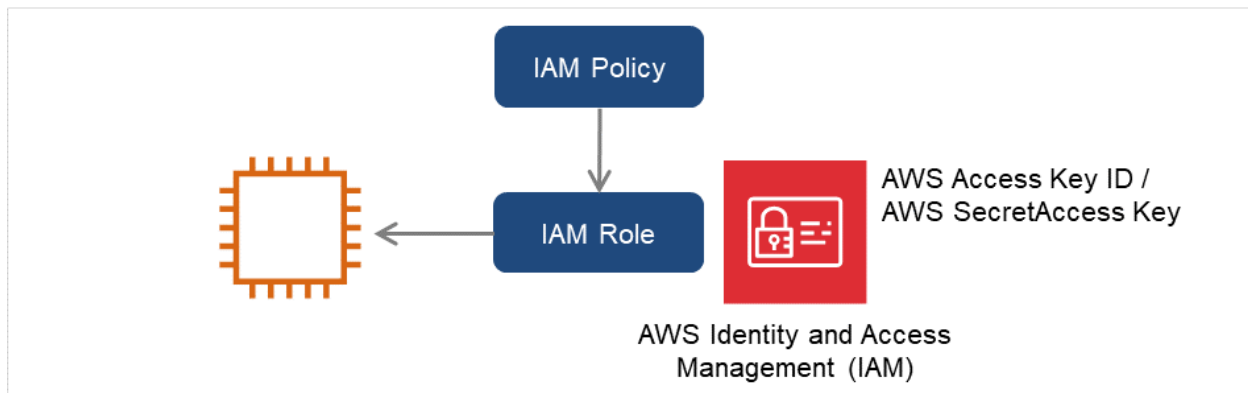 IAM Policy
IAM Role
AWS Access Key ID /
AWS SecretAccess Key
AWS Identity and Access
Management (IAM)